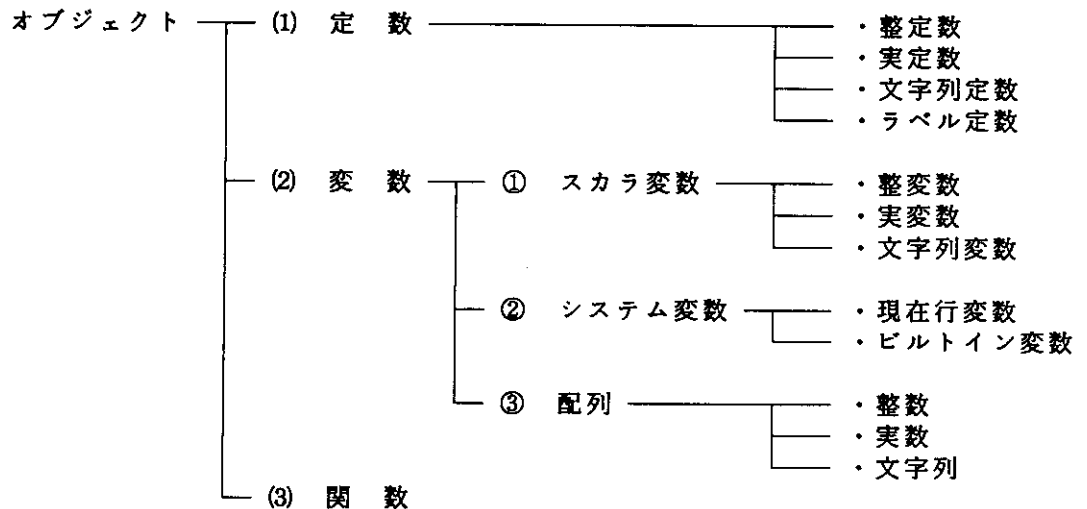 オブジェクト (1) 定数 ・整定数
・実定数
・文字列定数
・ラベル定数
(2) 変数 ① スカラ変数 ・整変数
・実変数
・文字列変数
② システム変数 ・現在行変数
・ビルトイン変数
③ 配列 ・整数
・実数
・文字列
(3) 関数